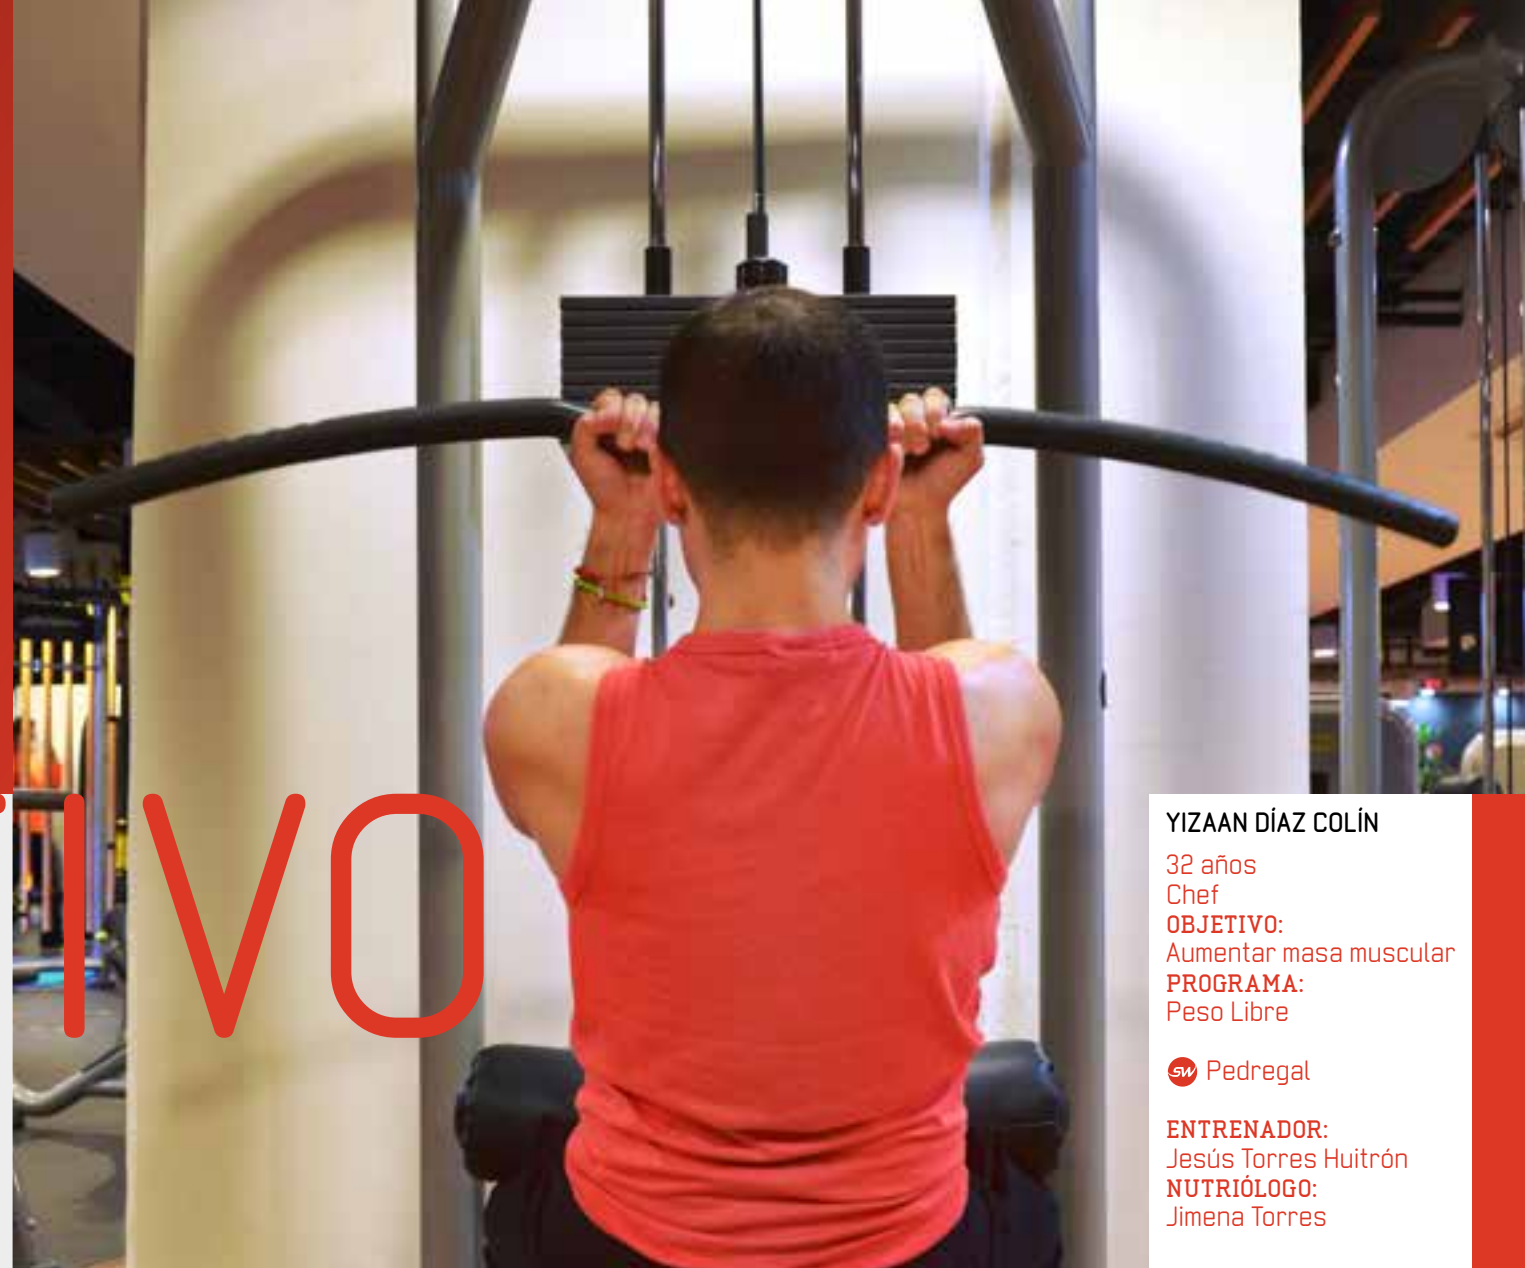 IVO
YIZAAN DÍAZ COLÍN
32 años
Chef
OBJETIVO:
Aumentar masa muscular
PROGRAMA:
Peso Libre
SW Pedregal
ENTRENADOR:
Jesús Torres Huitrón
NUTRIÓLOGO:
Jimena Torres